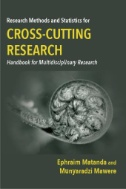 Research Methods and Statistics for
CROSS-CUTTING
RESEARCH
Handbook for Multidisciplinary Research
Ephraim Matanda and
Munyaradzi Mawere